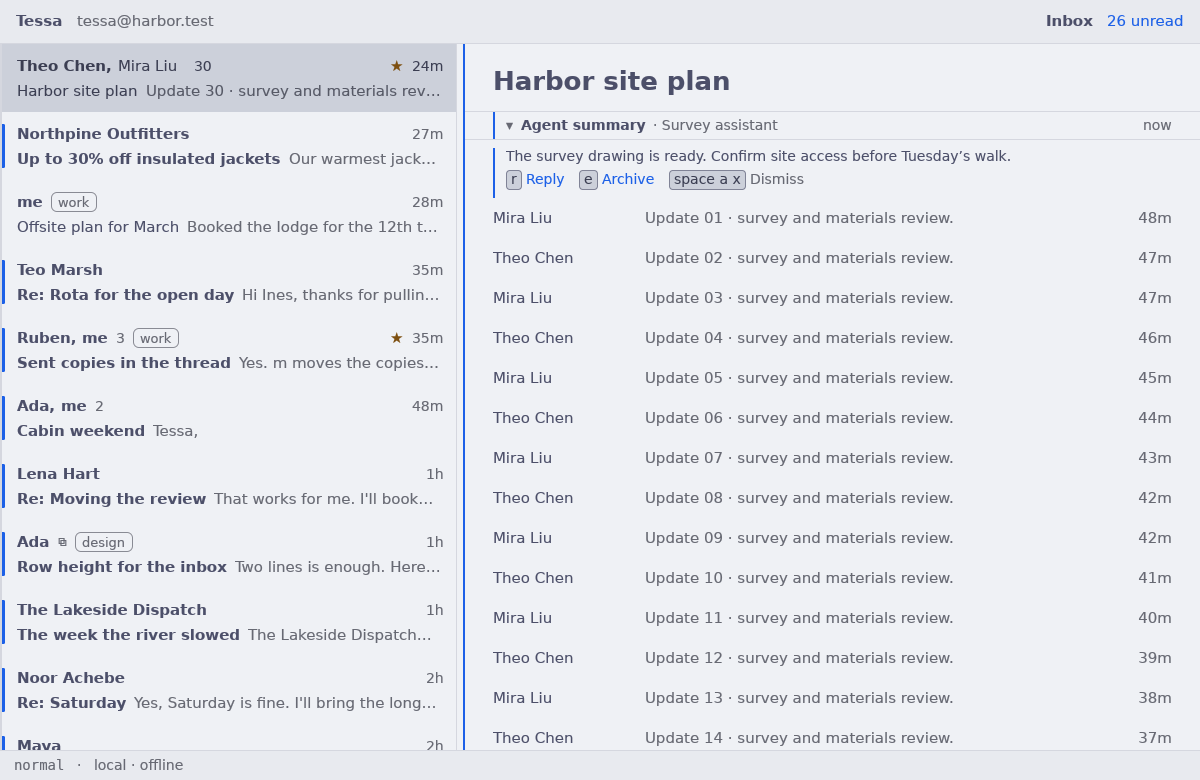 Tessa tessa@harbor.test
Inbox 26 unread
Theo Chen, Mira Liu 30 ★ 24m
Harbor site plan Update 30 · survey and materials rev…
Northpine Outfitters 27m
Up to 30% off insulated jackets Our warmest jack…
me work 28m
Offsite plan for March Booked the lodge for the 12th t…
Teo Marsh 35m
Re: Rota for the open day Hi Ines, thanks for pullin…
Ruben, me 3 work ★ 35m
Sent copies in the thread Yes. m moves the copies…
Ada, me 2 48m
Cabin weekend Tessa,
Lena Hart 1h
Re: Moving the review That works for me. I'll book…
Ada design 1h
Row height for the inbox Two lines is enough. Here…
The Lakeside Dispatch 1h
The week the river slowed The Lakeside Dispatch…
Noor Achebe 2h
Re: Saturday Yes, Saturday is fine. I'll bring the long…
Maya 2h
Harbor site plan
▾ Agent summary · Survey assistant now
The survey drawing is ready. Confirm site access before Tuesday’s walk.
r Reply e Archive space a x Dismiss
Mira Liu Update 01 · survey and materials review. 48m
Theo Chen Update 02 · survey and materials review. 47m
Mira Liu Update 03 · survey and materials review. 47m
Theo Chen Update 04 · survey and materials review. 46m
Mira Liu Update 05 · survey and materials review. 45m
Theo Chen Update 06 · survey and materials review. 44m
Mira Liu Update 07 · survey and materials review. 43m
Theo Chen Update 08 · survey and materials review. 42m
Mira Liu Update 09 · survey and materials review. 42m
Theo Chen Update 10 · survey and materials review. 41m
Mira Liu Update 11 · survey and materials review. 40m
Theo Chen Update 12 · survey and materials review. 39m
Mira Liu Update 13 · survey and materials review. 38m
Theo Chen Update 14 · survey and materials review. 37m
normal · local · offline